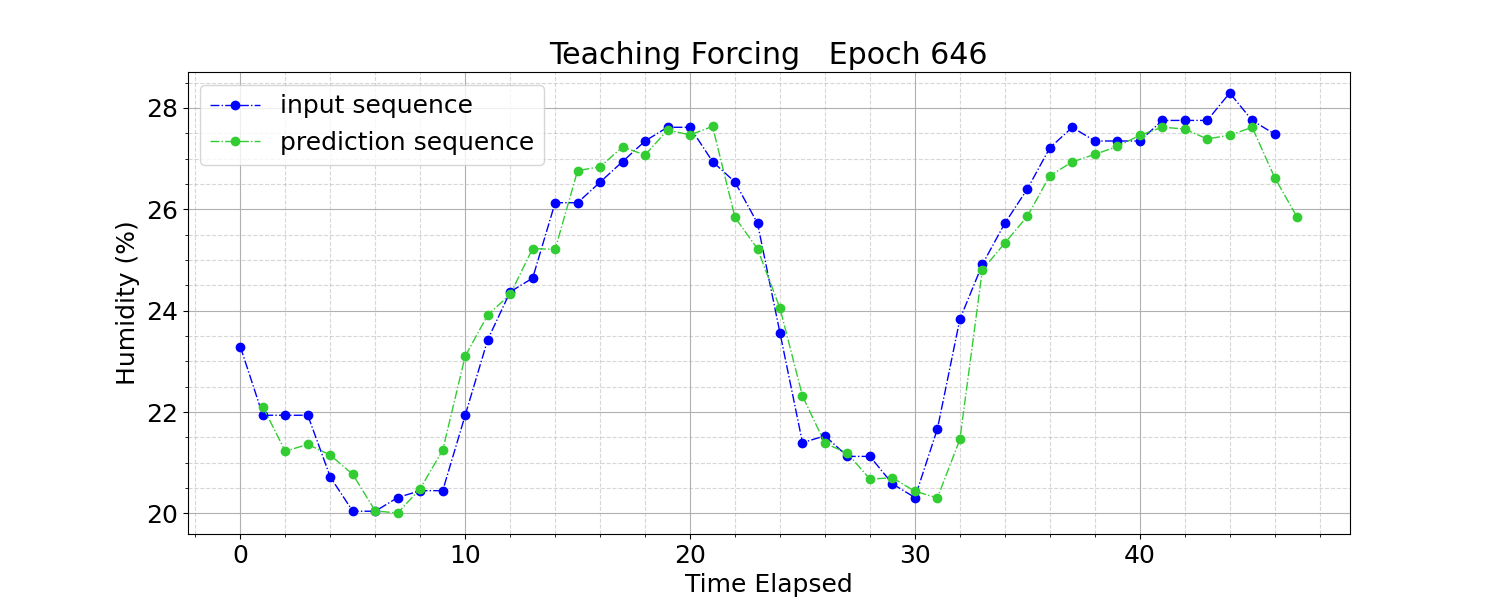 Teaching Forcing   Epoch 646
input sequence
prediction sequence
Humidity (%)
28
26
24
22
20
0 10 20 30 40
Time Elapsed